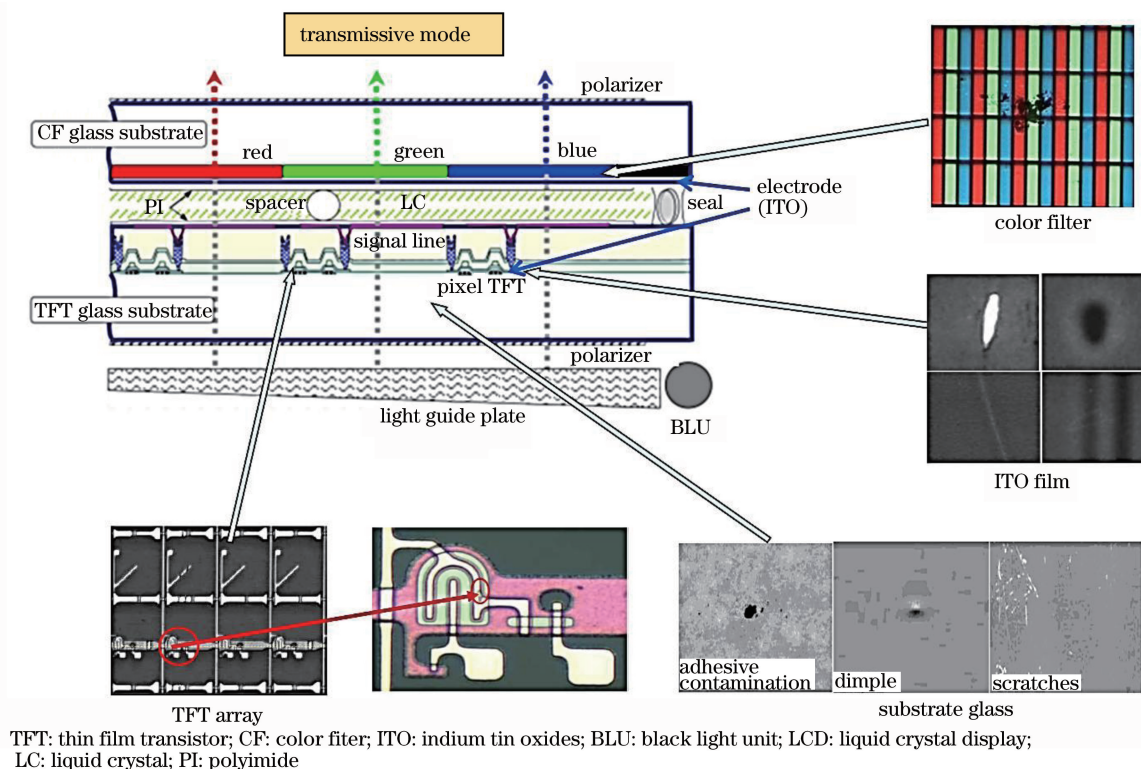 transmissive mode
polarizer
CF glass substrate
red
green
blue
electrode
(ITO)
PI
spacer
LC
seal
signal line
pixel TFT
TFT glass substrate
polarizer
light guide plate
BLU
color filter
ITO film
TFT array
adhesive
contamination
dimple
scratches
substrate glass
TFT: thin film transistor; CF: color fiter; ITO: indium tin oxides; BLU: black light unit; LCD: liquid crystal display;
LC: liquid crystal; PI: polyimide